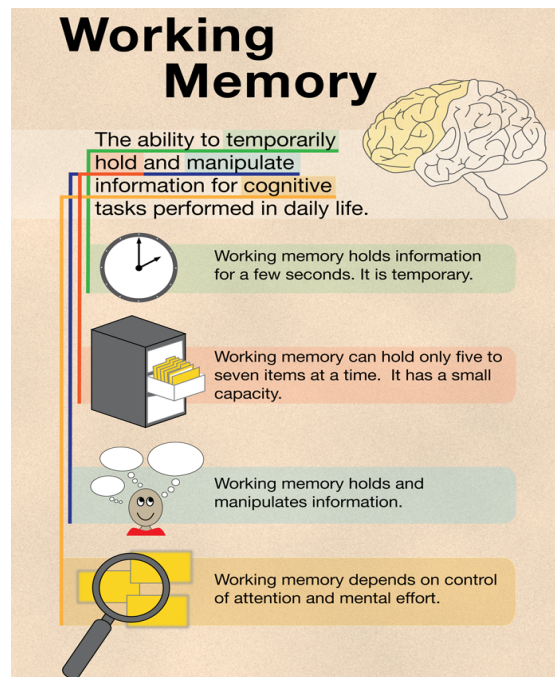 Working
Memory
The ability to temporarily
hold and manipulate
information for cognitive
tasks performed in daily life.
Working memory holds information
for a few seconds. It is temporary.
Working memory can hold only five to
seven items at a time.  It has a small
capacity.
Working memory holds and
manipulates information.
Working memory depends on control
of attention and mental effort.